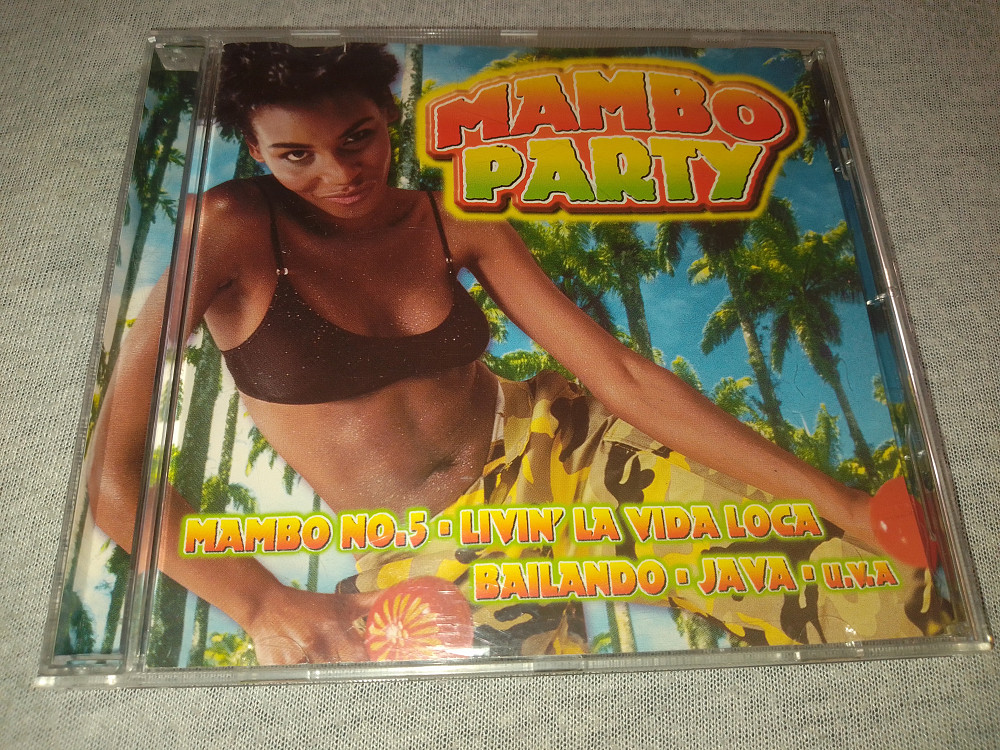 MAMBO
PARTY
MAMBO NO.5 · LIVIN' LA VIDA LOCA
BAILANDO · JAVA · U.V.A